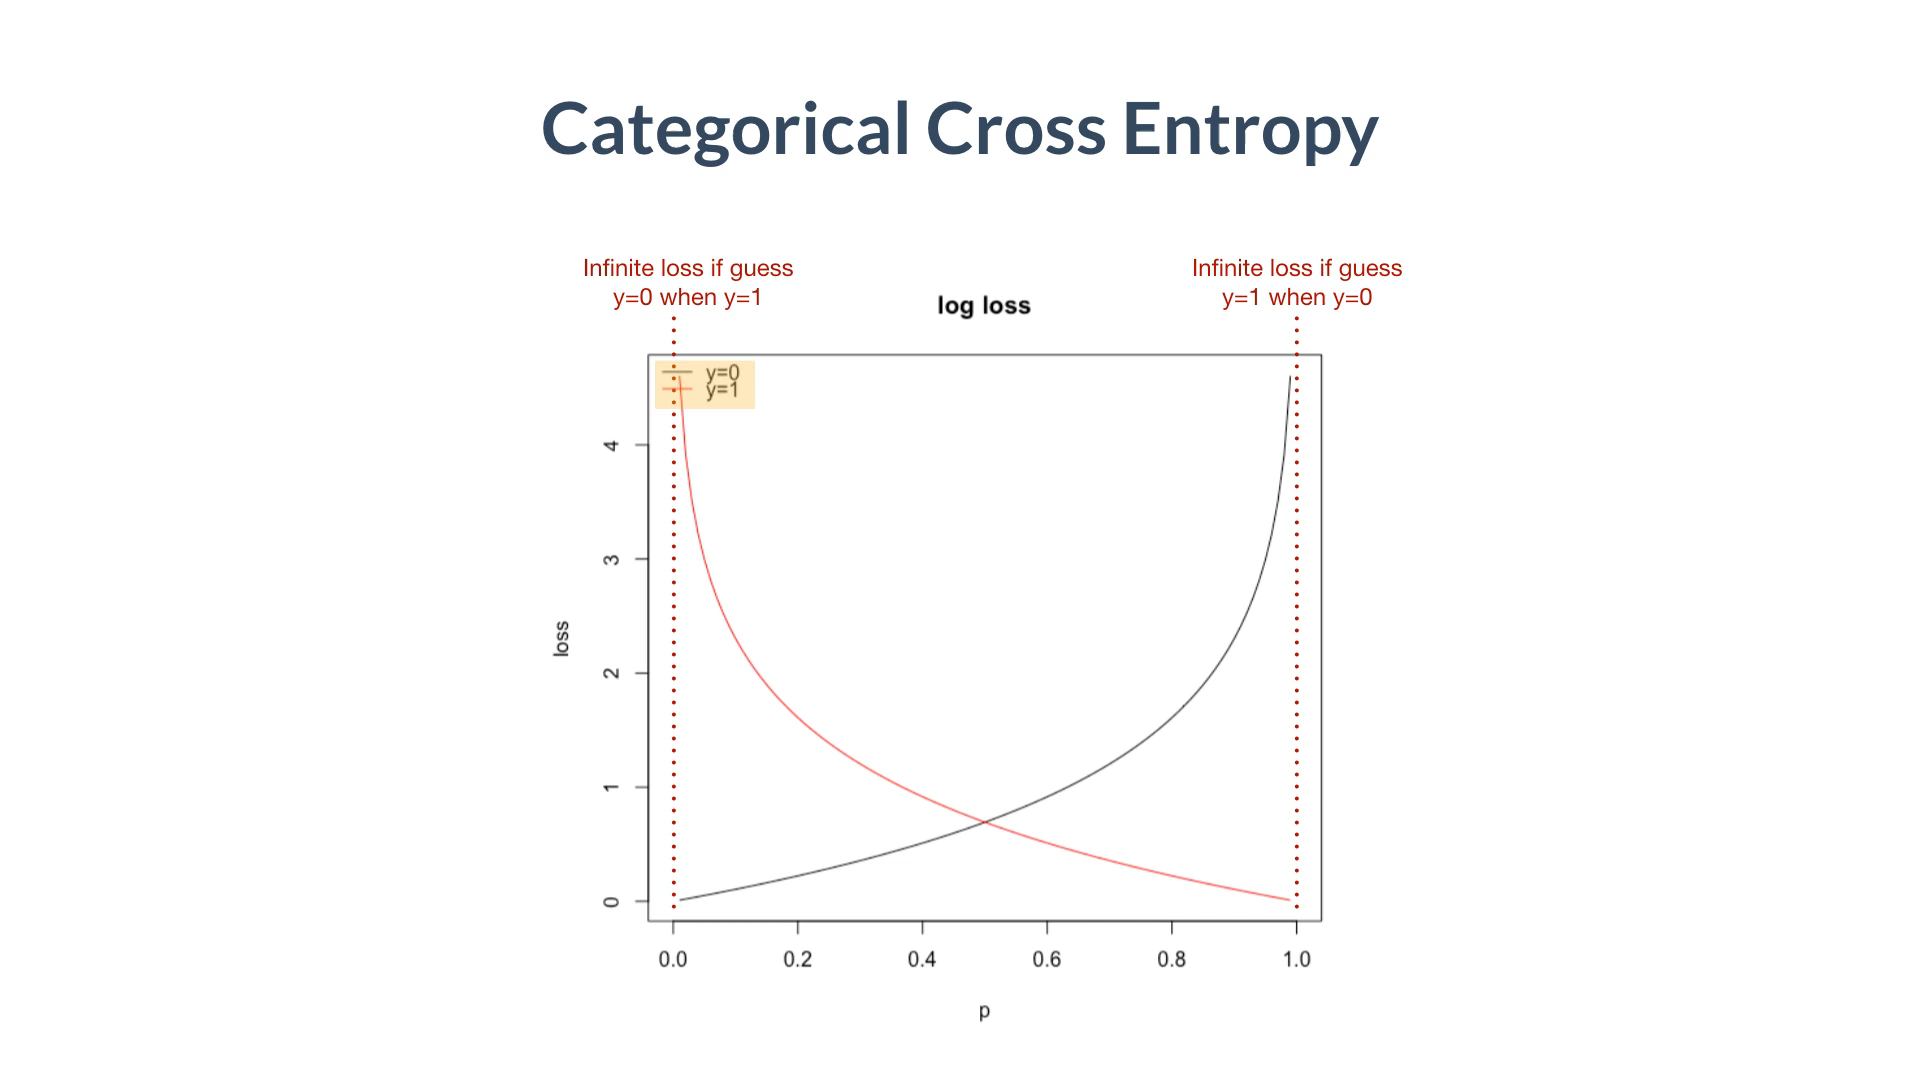 Categorical Cross Entropy
Infinite loss if guess
y=0 when y=1
Infinite loss if guess
y=1 when y=0
log loss
y=0
y=1
4
3
2
1
0
loss
0.0 0.2 0.4 0.6 0.8 1.0
p